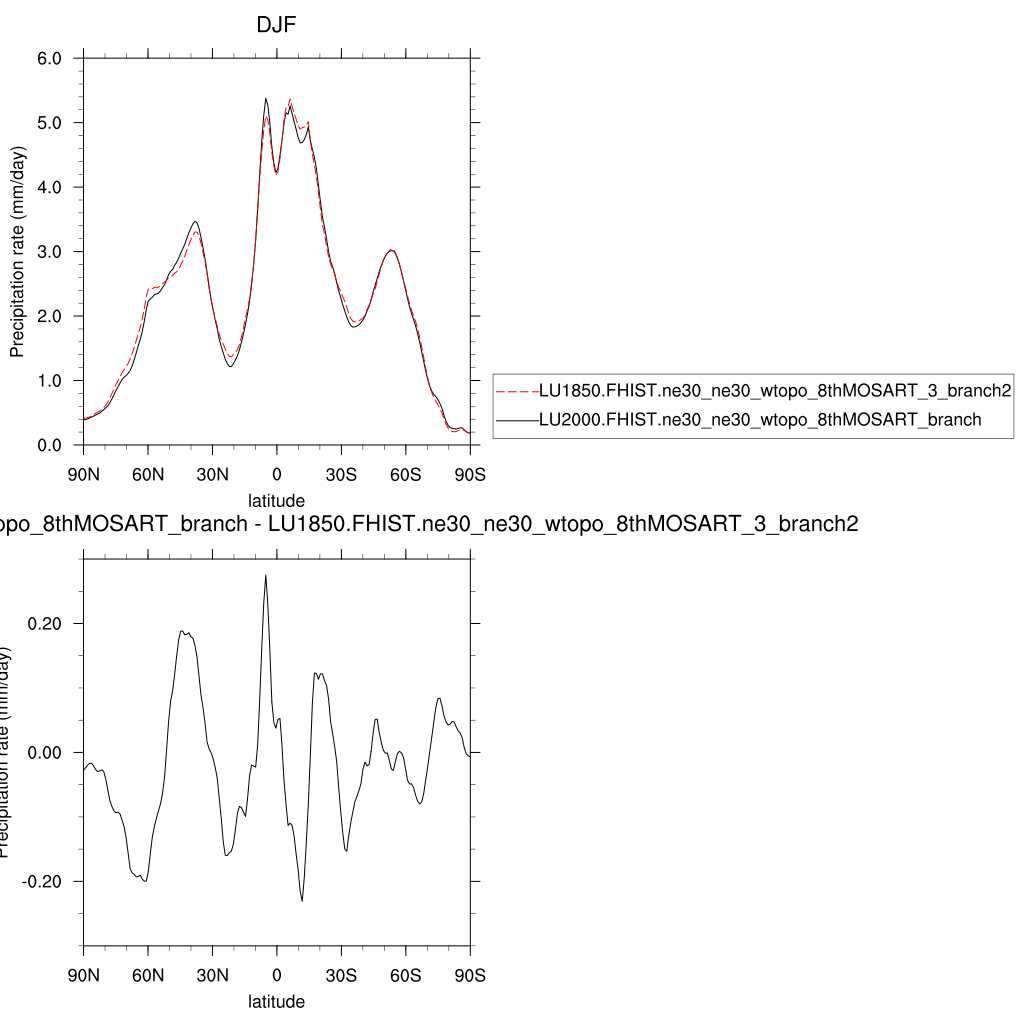 DJF
6.0
5.0
4.0
3.0
2.0
1.0
0.0
Precipitation rate (mm/day)
90N 60N 30N 0 30S 60S 90S
latitude
LU1850.FHIST.ne30_ne30_wtopo_8thMOSART_3_branch2
LU2000.FHIST.ne30_ne30_wtopo_8thMOSART_branch
opo_8thMOSART_branch - LU1850.FHIST.ne30_ne30_wtopo_8thMOSART_3_branch2
0.20
0.00
-0.20
Precipitation rate (mm/day)
90N 60N 30N 0 30S 60S 90S
latitude